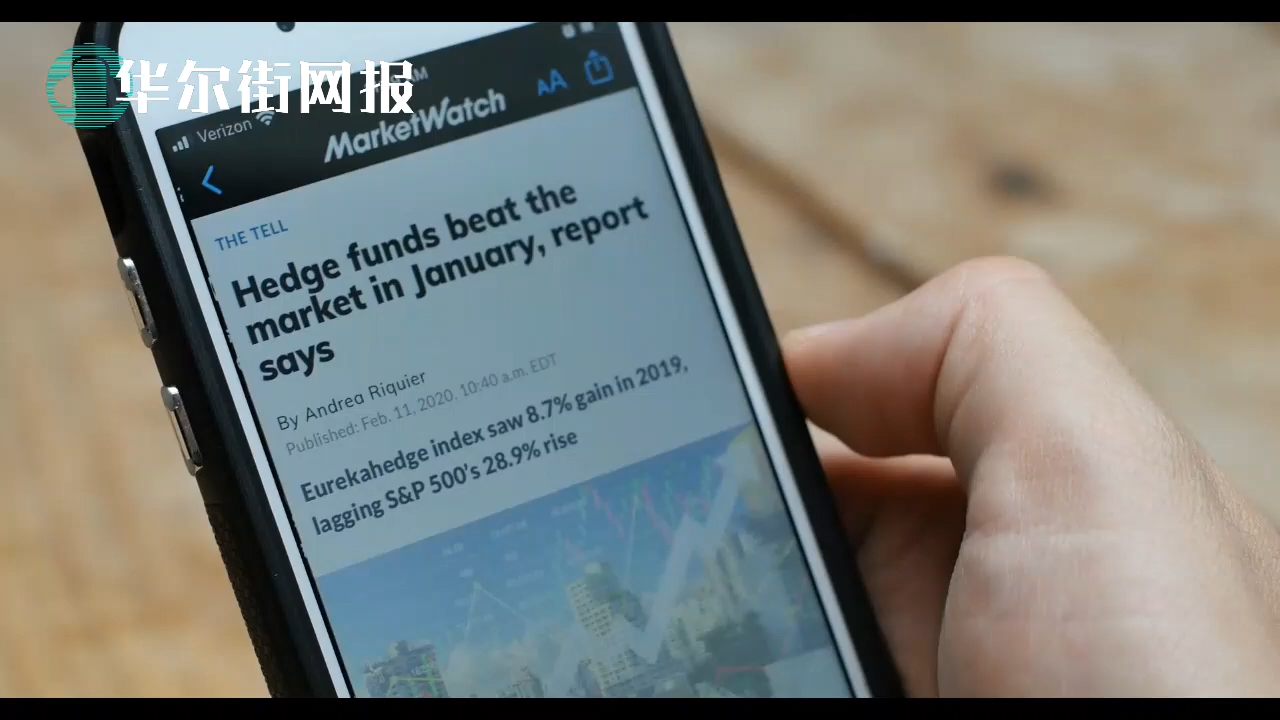 华尔街网报
Verizon
MarketWatch
AA
THE TELL
Hedge funds beat the
market in January, report
says
By Andrea Riquier
Published: Feb. 11, 2020, 10:40 a.m. EDT
Eurekahedge index saw 8.7% gain in 2019,
lagging S&P 500's 28.9% rise